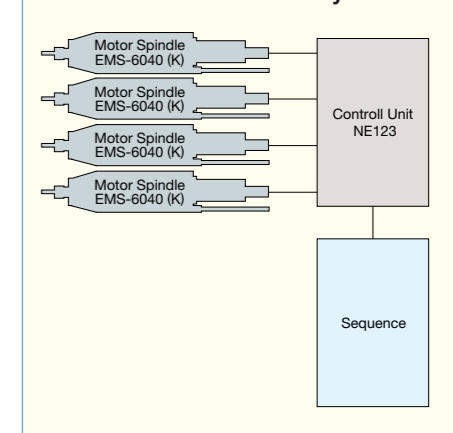 Motor Spindle
EMS-6040 (K)
Motor Spindle
EMS-6040 (K)
Motor Spindle
EMS-6040 (K)
Motor Spindle
EMS-6040 (K)
Controll Unit
NE123
Sequence